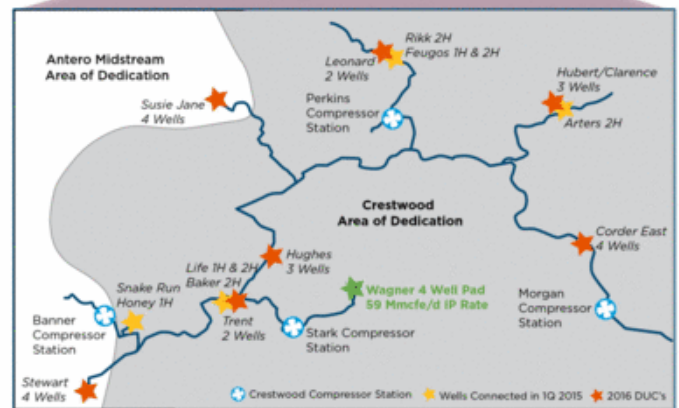 Antero Midstream
Area of Dedication
Susie Jane
4 Wells
Leonard
2 Wells
Rikk 2H
Feugos 1H & 2H
Perkins
Compressor
Station
Hubert/Clarence
3 Wells
Arters 2H
Crestwood
Area of Dedication
Corder East
4 Wells
Hughes
3 Wells
Life 1H & 2H
Baker 2H
Trent
2 Wells
Wagner 4 Well Pad
59 Mmcfe/d IP Rate
Snake Run
Honey 1H
Banner
Compressor
Station
Stark Compressor
Station
Morgan
Compressor
Station
Stewart
4 Wells
Crestwood Compressor Station
Wells Connected in 1Q 2015
2016 DUC's